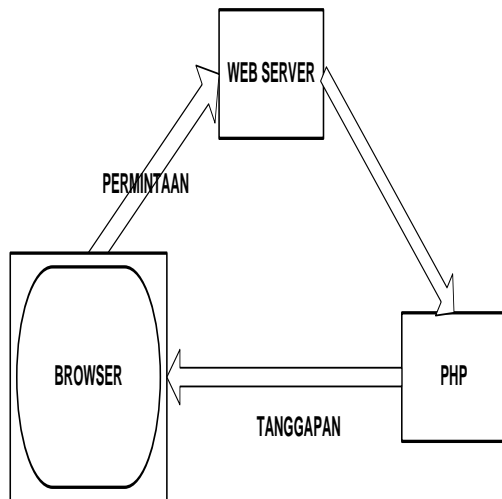 WEB SERVER
PERMINTAAN
BROWSER
PHP
TANGGAPAN